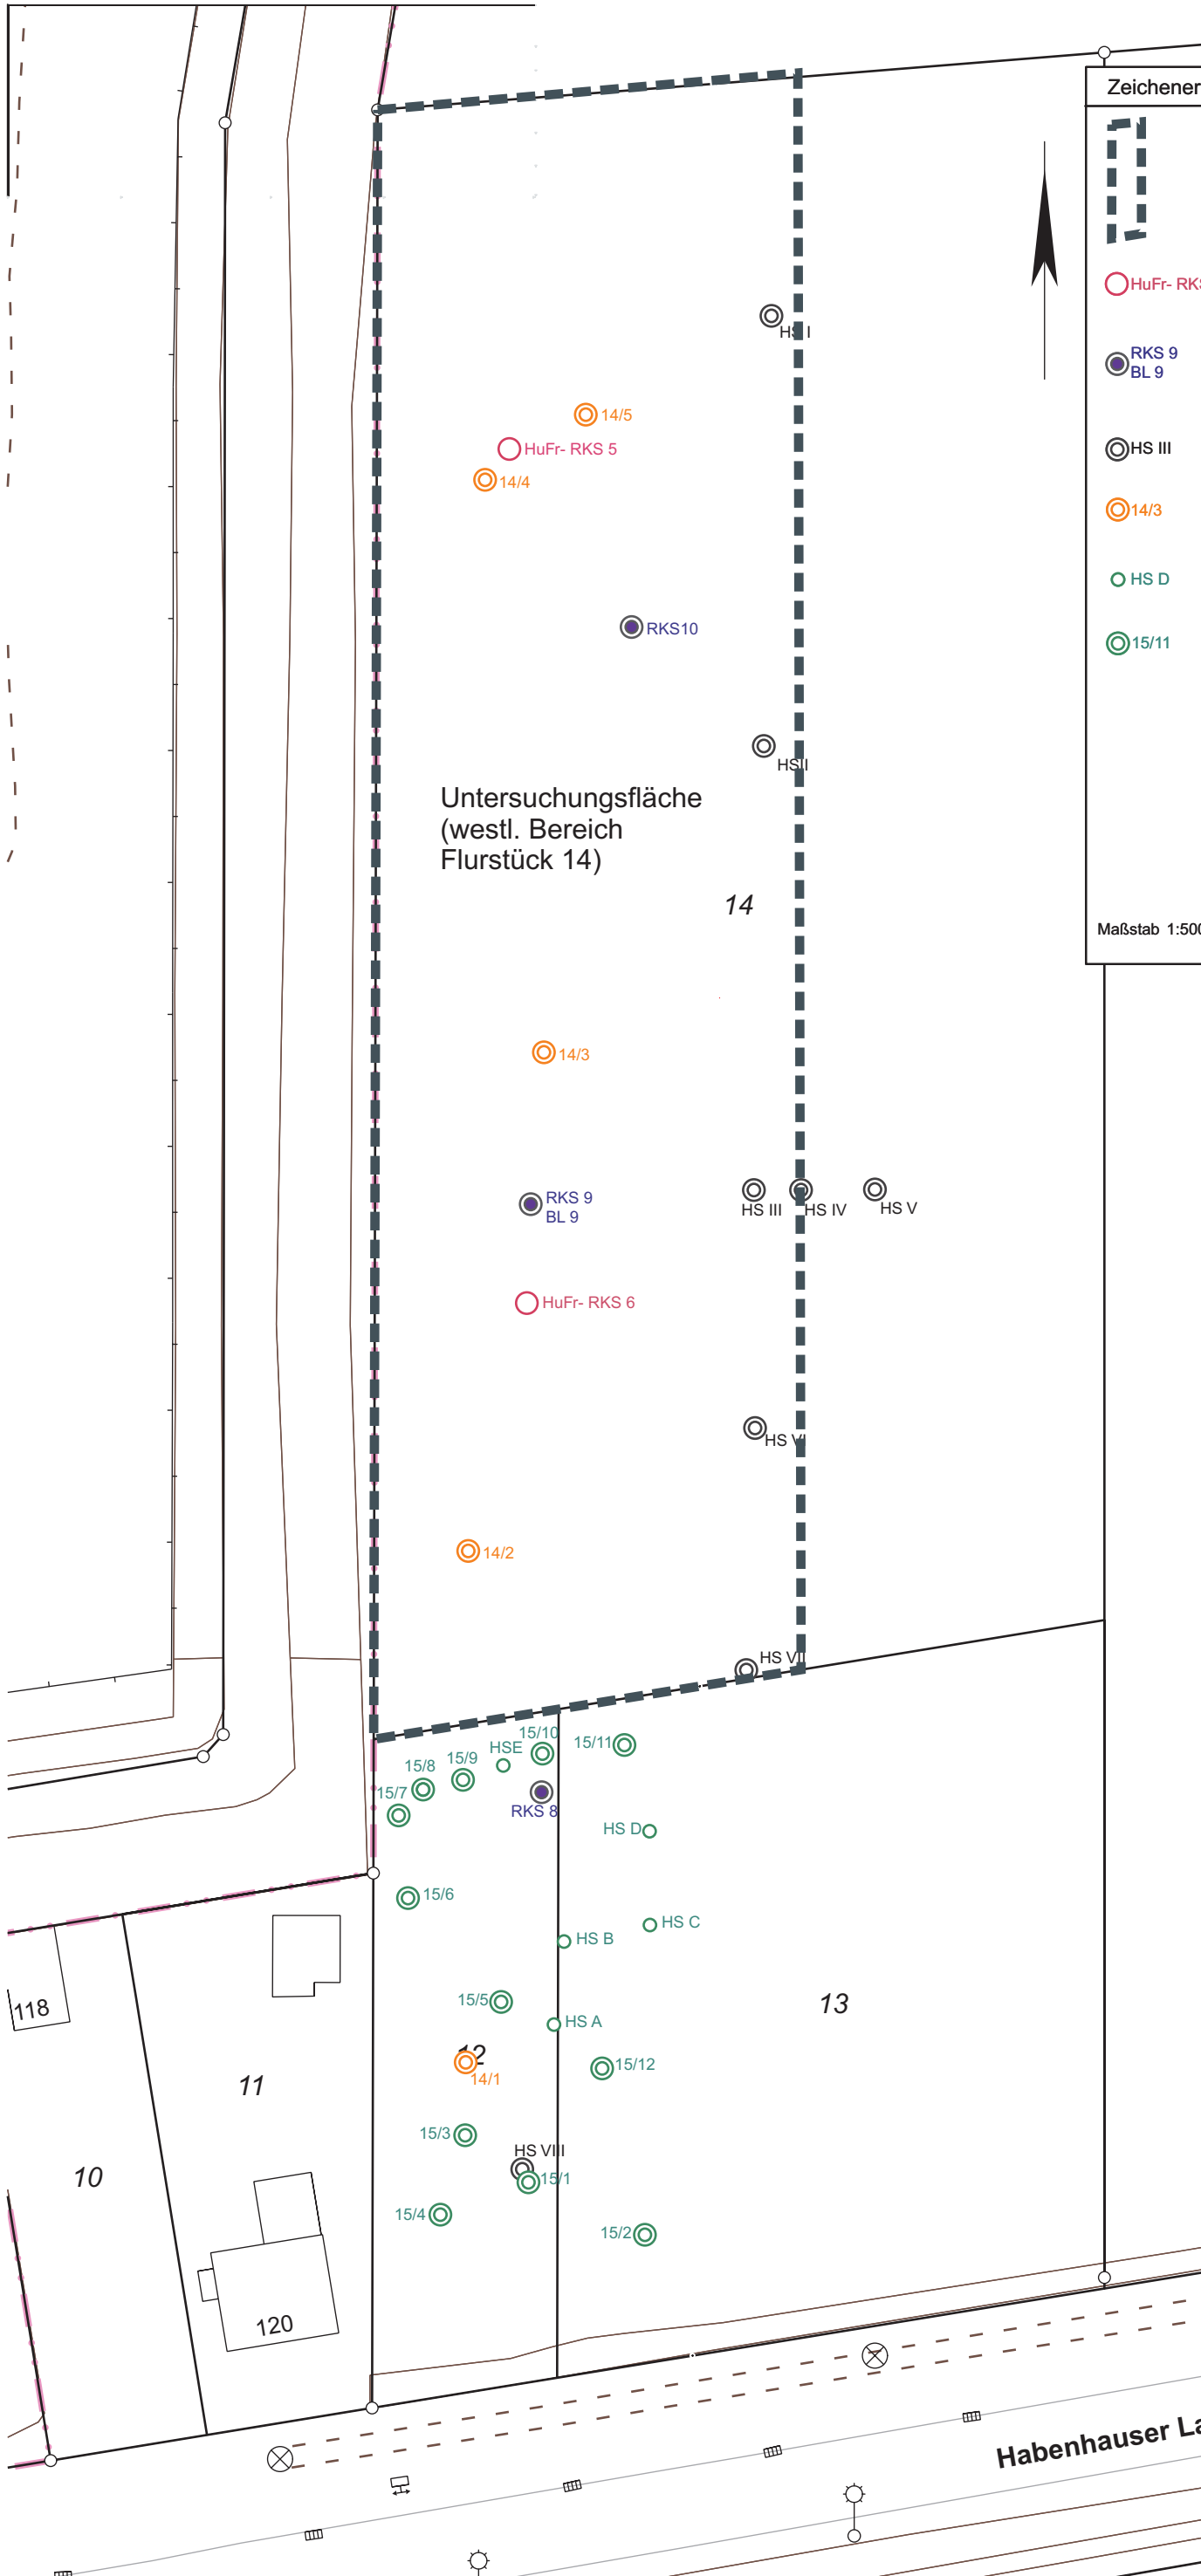 Zeichener
HuFr- RKS
RKS 9
BL 9
HS III
14/3
HS D
15/11
Maßstab 1:500
HS I
14/5
HuFr- RKS 5
14/4
RKS10
HSII
Untersuchungsfläche
(westl. Bereich
Flurstück 14)
14
14/3
RKS 9
BL 9
HS III
HS IV
HS V
HuFr- RKS 6
HS VI
14/2
HS VII
15/10
15/11
HSE
15/9
15/8
15/7
RKS 8
HS D
15/6
HS C
HS B
118
15/5
13
HS A
12
15/12
14/1
11
15/3
HS VIII
10
15/1
15/4
15/2
120
Habenhauser La